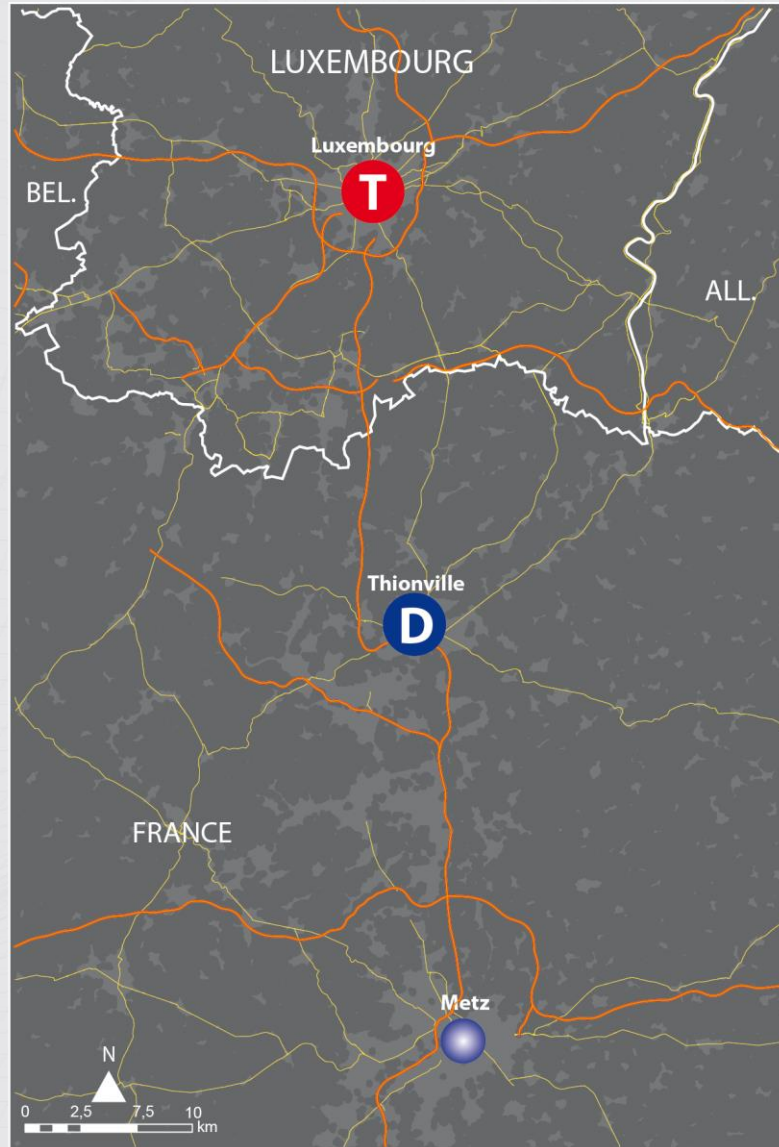 LUXEMBOURG
Luxembourg
T
BEL.
ALL.
Thionville
D
FRANCE
Metz
N
0 2,5 7,5 10
km